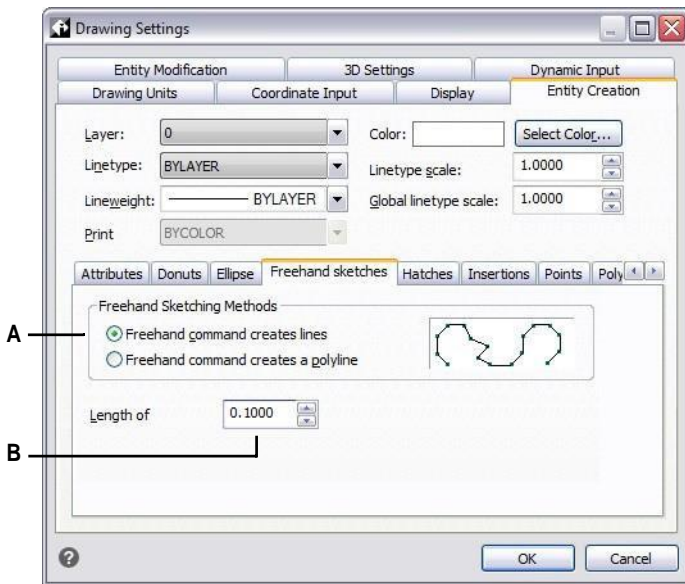 Drawing Settings
Entity Modification 3D Settings Dynamic Input
Drawing Units Coordinate Input Display Entity Creation
Layer: 0 Color: Select Color...
Linetype: BYLAYER Linetype scale: 1.0000
Lineweight: BYLAYER Global linetype scale: 1.0000
Print BYCOLOR
Attributes Donuts Ellipse Freehand sketches Hatches Insertions Points Poly
Freehand Sketching Methods
A
Freehand command creates lines
Freehand command creates a polyline
Length of 0.1000
B
OK Cancel